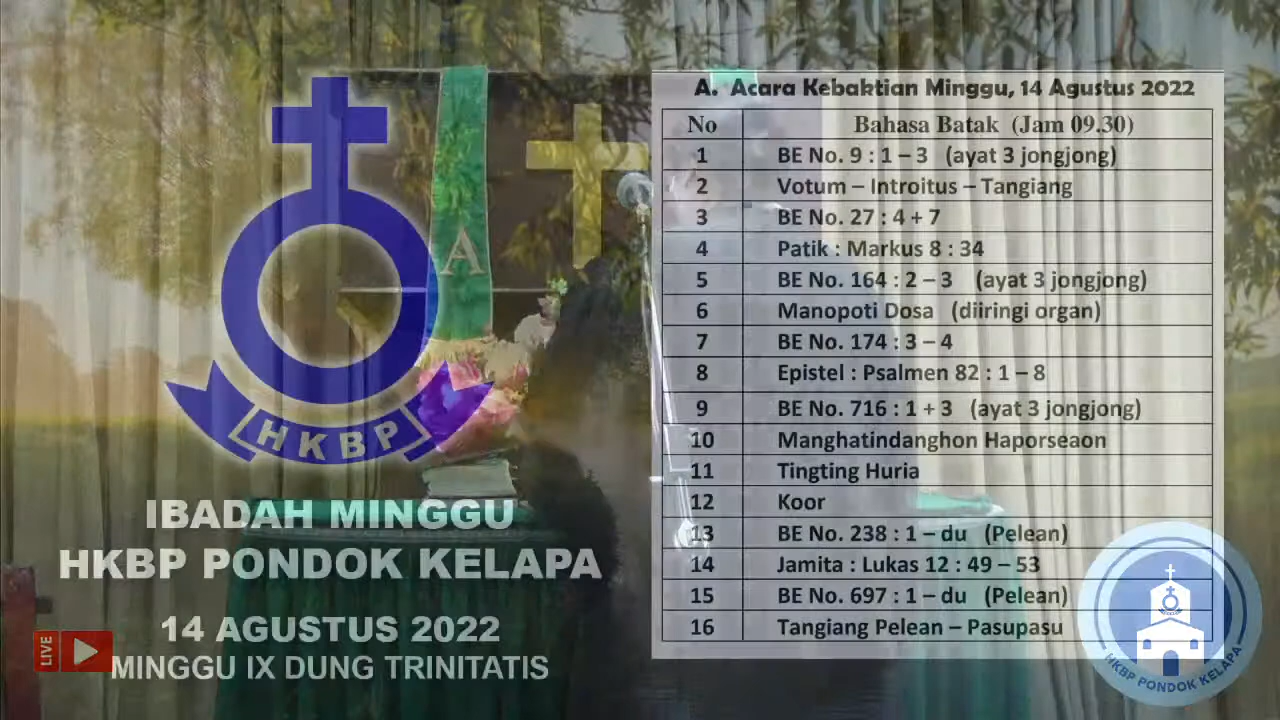 HKBP
IBADAH MINGGU
HKBP PONDOK KELAPA
14 AGUSTUS 2022
MINGGU IX DUNG TRINITATIS
LIVE
A
A. Acara Kebaktian Minggu, 14 Agustus 2022
No Bahasa Batak (Jam 09.30)
1 BE No. 9 : 1 – 3 (ayat 3 jongjong)
2 Votum – Introitus – Tangiang
3 BE No. 27 : 4 + 7
4 Patik : Markus 8 : 34
5 BE No. 164 : 2 – 3 (ayat 3 jongjong)
6 Manopoti Dosa (diiringi organ)
7 BE No. 174 : 3 – 4
8 Epistel : Psalmen 82 : 1 – 8
9 BE No. 716 : 1 + 3 (ayat 3 jongjong)
10 Manghatindanghon Haporseaon
11 Tingting Huria
12 Koor
13 BE No. 238 : 1 – du (Pelean)
14 Jamita : Lukas 12 : 49 – 53
15 BE No. 697 : 1 – du (Pelean)
16 Tangiang Pelean – Pasupasu
HKBP PONDOK KELAPA